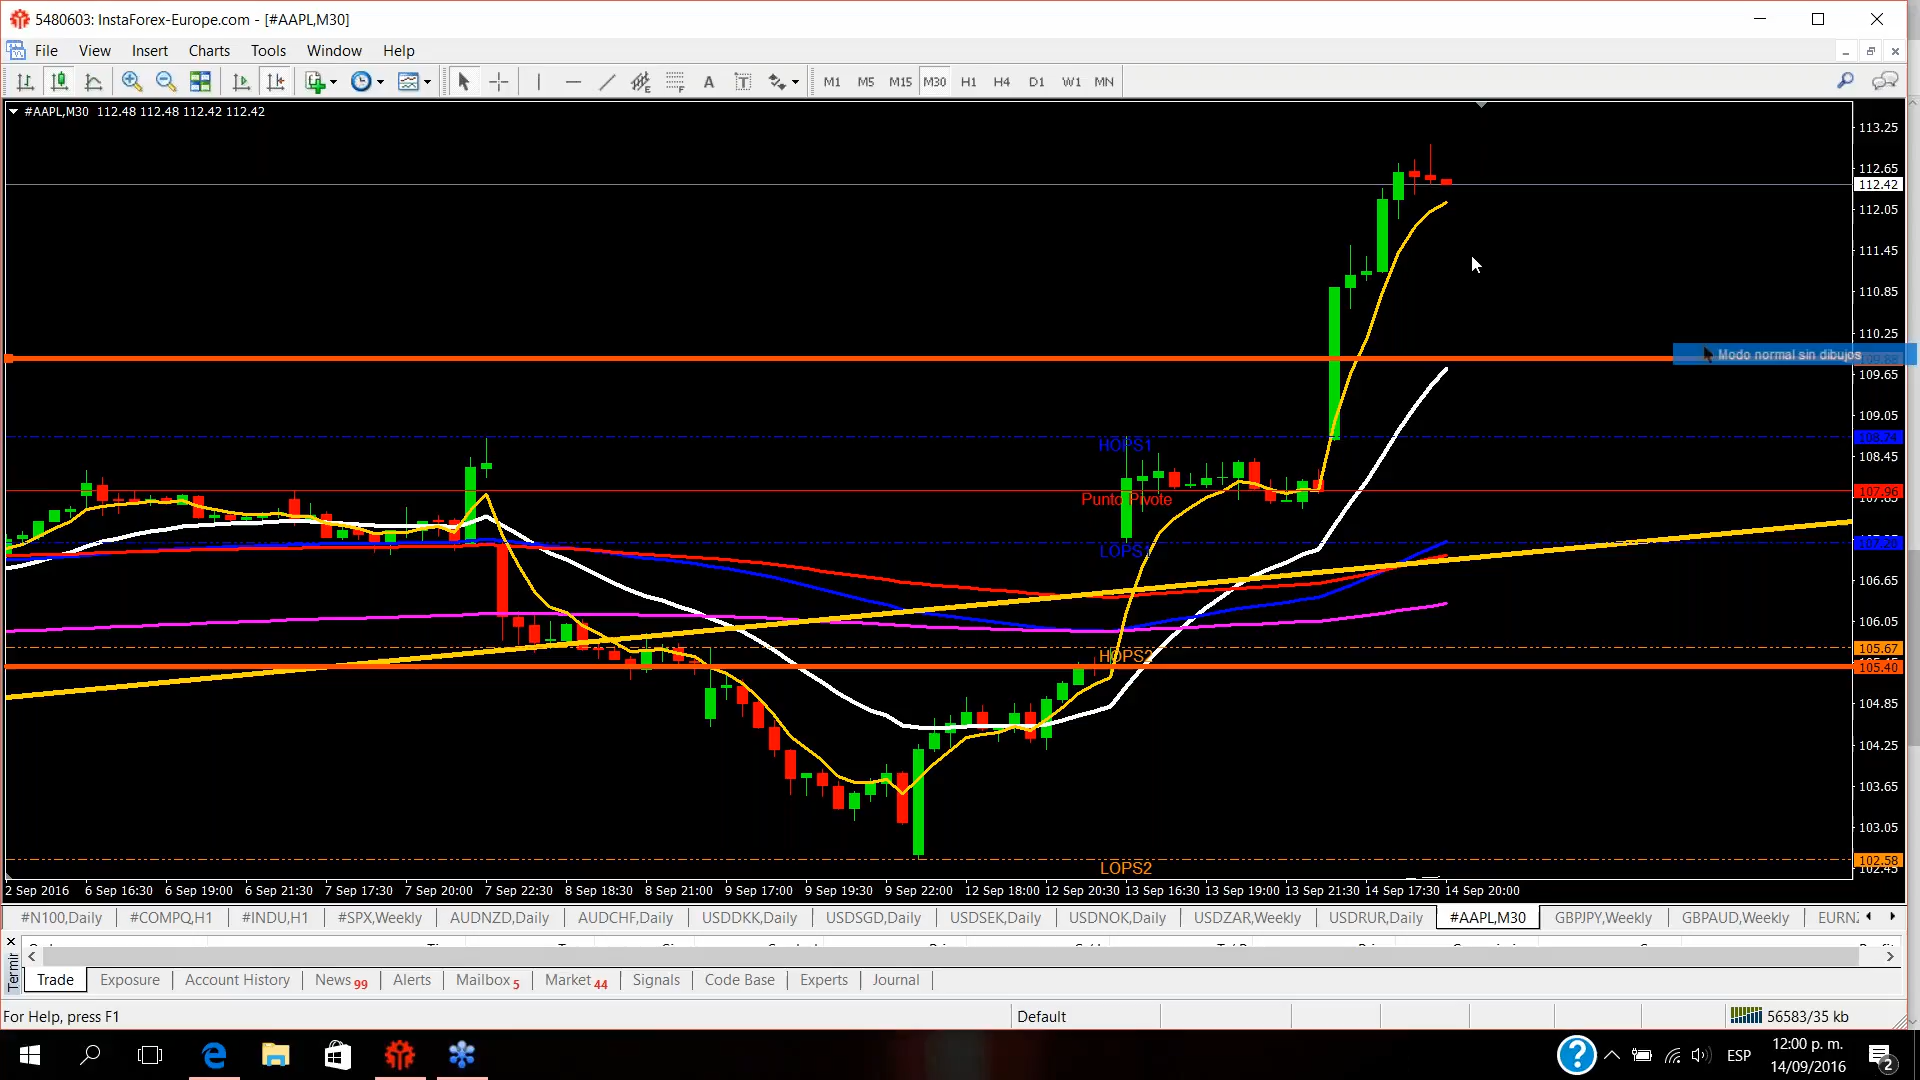 5480603: InstaForex-Europe.com - [#AAPL,M30]
File View Insert Charts Tools Window Help
M1 M5 M15 M30 H1 H4 D1 W1 MN
#AAPL,M30 112.48 112.48 112.42 112.42
113.25
112.65
112.42
112.05
111.45
110.85
110.25
Modo normal sin dibujos
109.65
109.05
HOPS1
108.74
108.45
Punto Pivote
107.96
LOPS1
106.65
106.05
HOPS2
105.67
105.40
104.85
104.25
103.65
103.05
LOPS2
102.58
102.45
2 Sep 2016 6 Sep 16:30 6 Sep 19:00 6 Sep 21:30 7 Sep 17:30 7 Sep 20:00 7 Sep 22:30 8 Sep 18:30 8 Sep 21:00 9 Sep 17:00 9 Sep 19:30 9 Sep 22:00 12 Sep 18:00 12 Sep 20:30 13 Sep 16:30 13 Sep 19:00 13 Sep 21:30 14 Sep 17:30 14 Sep 20:00
#N100,Daily #COMPQ,H1 #INDU,H1 #SPX,Weekly AUDNZD,Daily AUDCHF,Daily USDDKK,Daily USDSGD,Daily USDSEK,Daily USDNOK,Daily USDZAR,Weekly USDRUR,Daily #AAPL,M30 GBPJPY,Weekly GBPAUD,Weekly
Trade Exposure Account History News 99 Alerts Mailbox 5 Market 44 Signals Code Base Experts Journal
For Help, press F1 Default 56583/35 kb
ESP
12:00 p. m.
14/09/2016
2